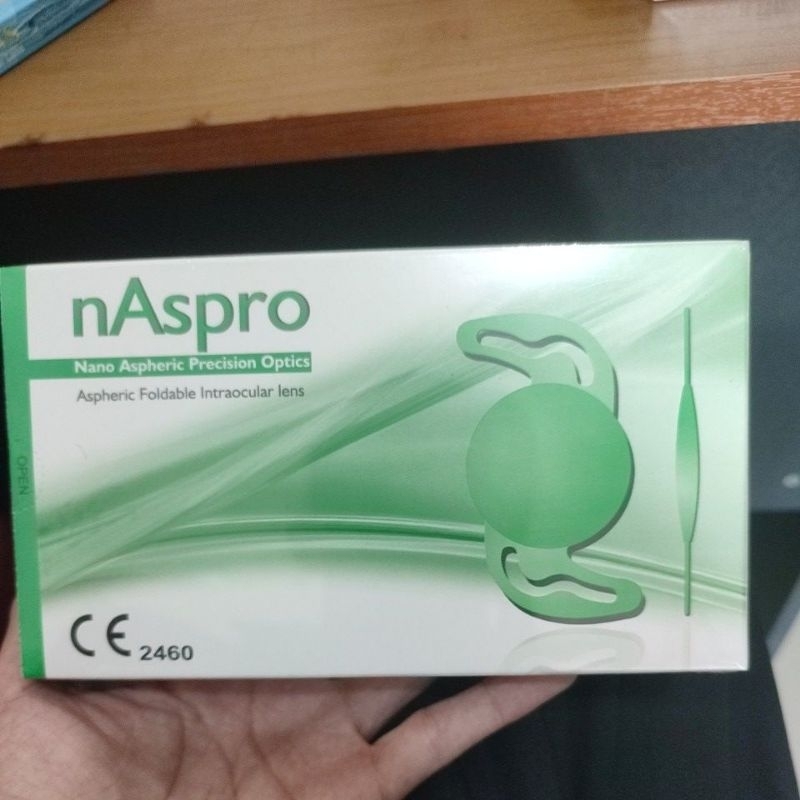 nAspro
Nano Aspheric Precision Optics
Aspheric Foldable Intraocular lens
OPEN
CE 2460